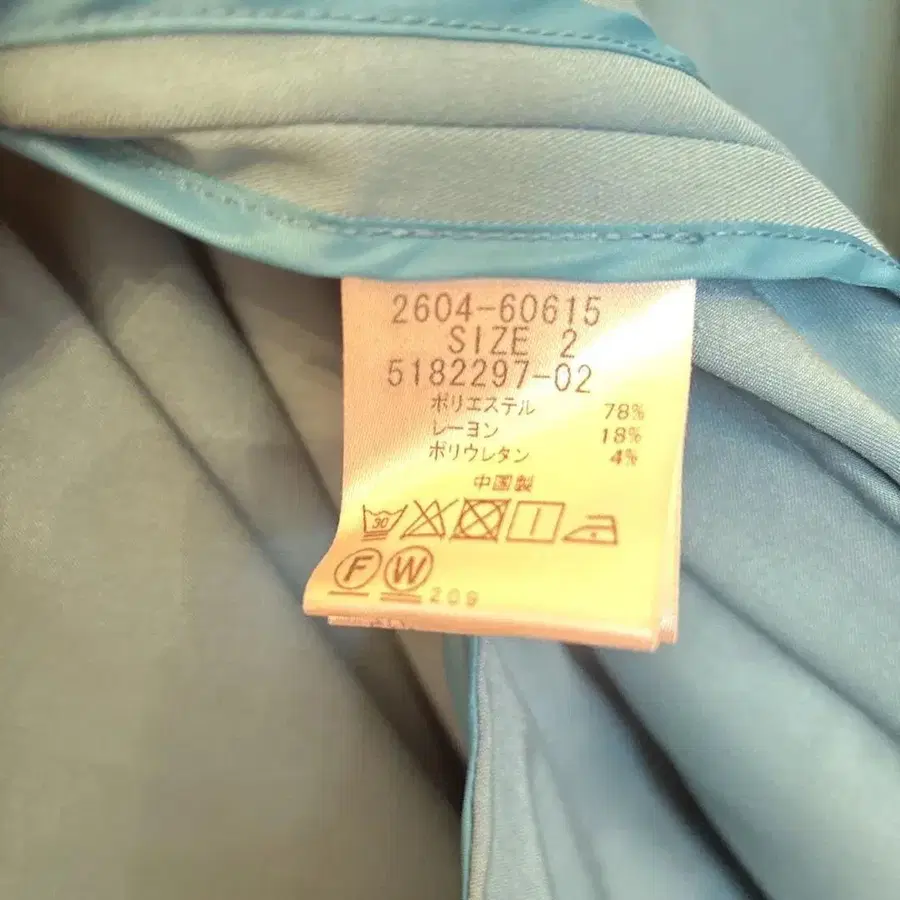 2604-60615
SIZE 2
5182297-02
ポリエステル 78%
レーヨン 18%
ポリウレタン 4%
中国製
30
F W 209